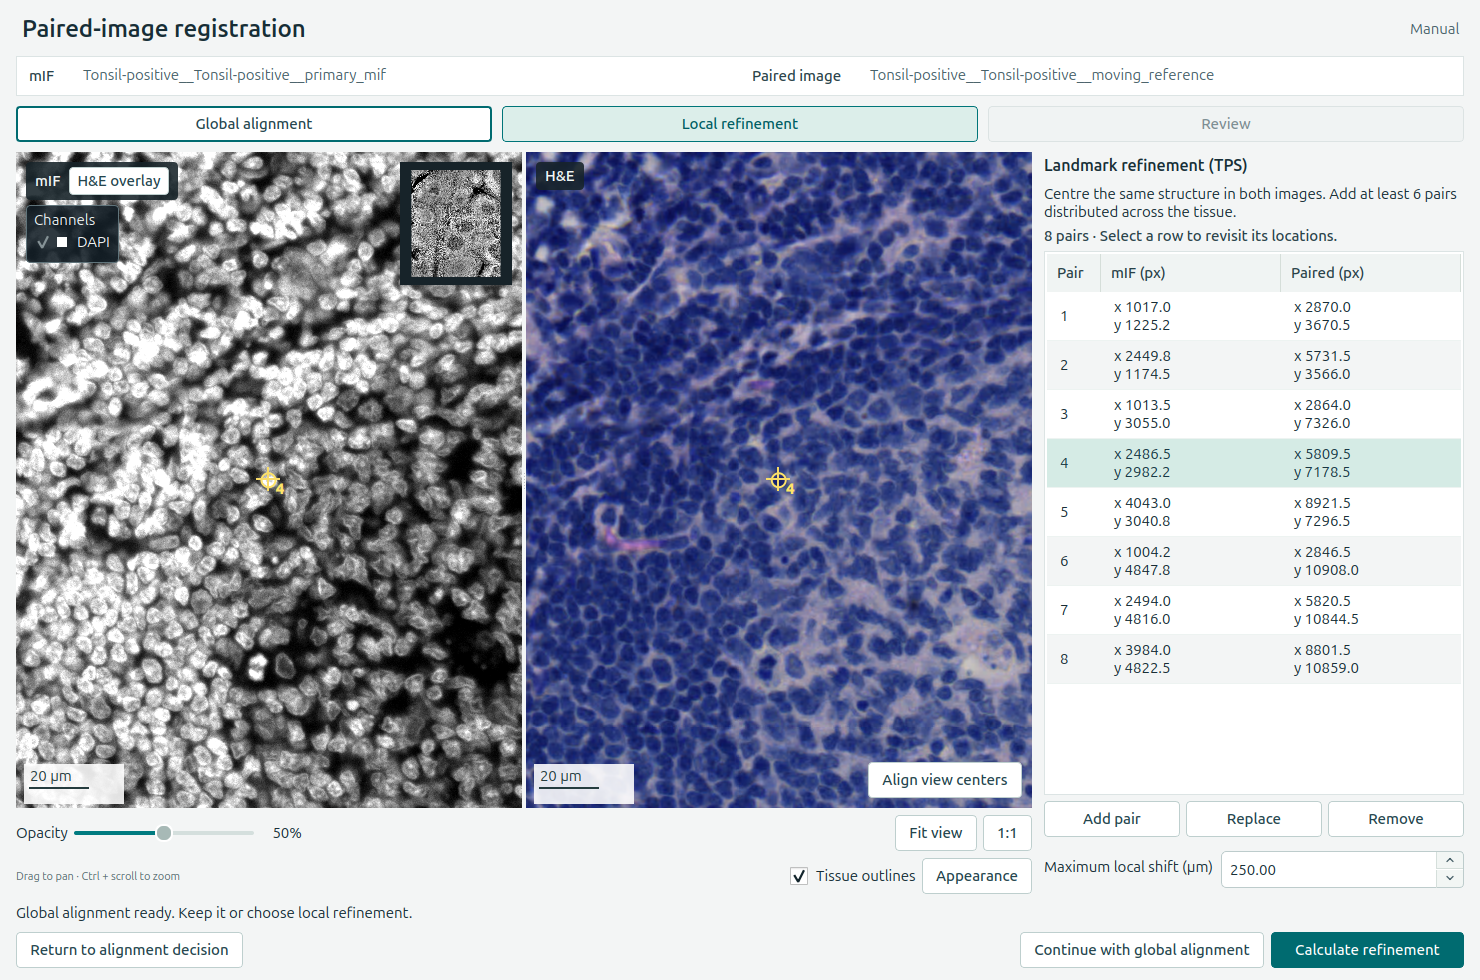 Paired-image registration
Manual
mIF Tonsil-positive__Tonsil-positive__primary_mif Paired image Tonsil-positive__Tonsil-positive__moving_reference
Global alignment Local refinement Review
mIF H&E overlay
Channels
DAPI
4
20 µm
H&E
4
20 µm
Align view centers
Opacity 50%
Fit view 1:1
Drag to pan · Ctrl + scroll to zoom
Tissue outlines Appearance
Landmark refinement (TPS)
Centre the same structure in both images. Add at least 6 pairs
distributed across the tissue.
8 pairs · Select a row to revisit its locations.
Pair mIF (px) Paired (px)
1 x 1017.0 x 2870.0
y 1225.2 y 3670.5
2 x 2449.8 x 5731.5
y 1174.5 y 3566.0
3 x 1013.5 x 2864.0
y 3055.0 y 7326.0
4 x 2486.5 x 5809.5
y 2982.2 y 7178.5
5 x 4043.0 x 8921.5
y 3040.8 y 7296.5
6 x 1004.2 x 2846.5
y 4847.8 y 10908.0
7 x 2494.0 x 5820.5
y 4816.0 y 10844.5
8 x 3984.0 x 8801.5
y 4822.5 y 10859.0
Add pair Replace Remove
Maximum local shift (µm) 250.00
Global alignment ready. Keep it or choose local refinement.
Return to alignment decision Continue with global alignment Calculate refinement